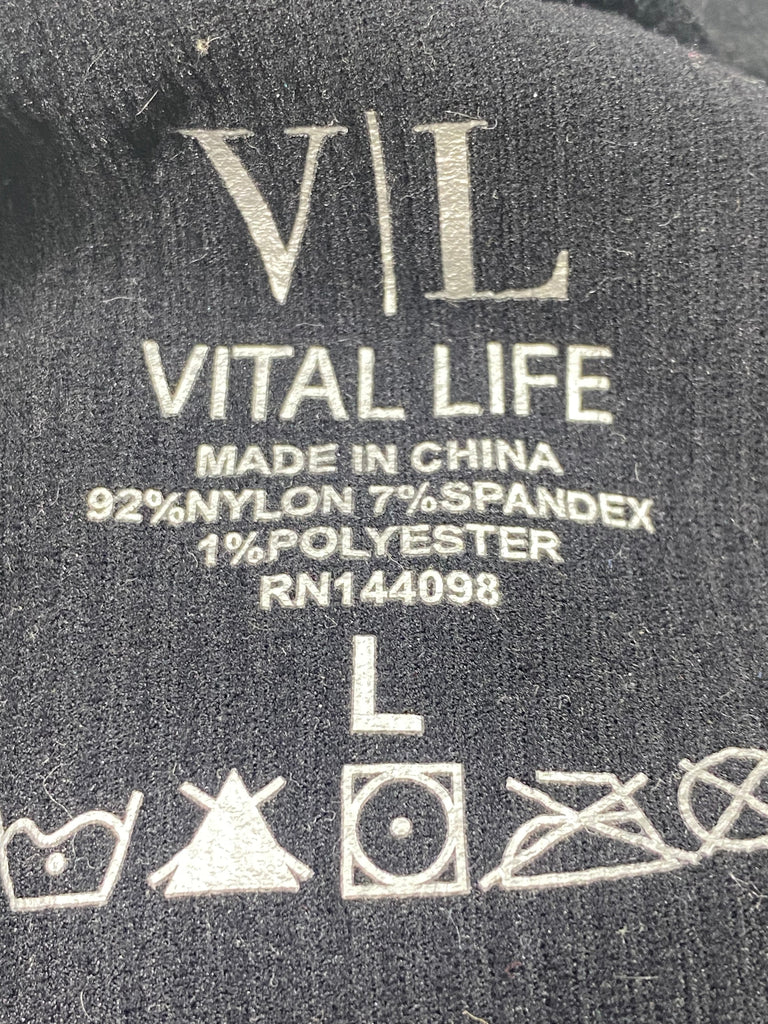 V|L
VITAL LIFE
MADE IN CHINA
92%NYLON 7%SPANDEX
1%POLYESTER
RN144098
L